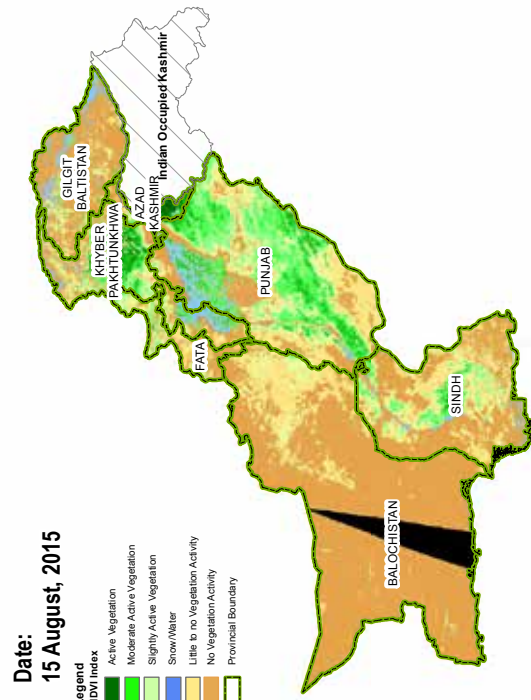 Date:
15 August, 2015
Legend
NDVI Index
Active Vegetation
Moderate Active Vegetation
Slightly Active Vegetation
Snow/Water
Little to no Vegetation Activity
No Vegetation Activity
Provincial Boundary
GILGIT
BALTISTAN
KHYBER
PAKHTUNKHWA
AZAD
KASHMIR
Indian Occupied Kashmir
FATA
PUNJAB
BALOCHISTAN
SINDH